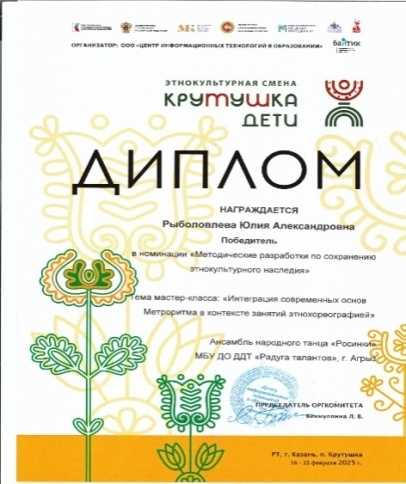 ОРГАНИЗАТОР: ООО «ЦЕНТР ИНФОРМАЦИОННЫХ ТЕХНОЛОГИЙ В ОБРАЗОВАНИИ»
байтик
ЭТНОКУЛЬТУРНАЯ СМЕНА
КРУТУШКА
ДЕТИ
ДИПЛОМ
НАГРАЖДАЕТСЯ
Рыболовлева Юлия Александровна
Победитель
в номинации «Методические разработки по сохранению
этнокультурного наследия»
Тема мастер-класса: «Интеграция современных основ
Метроритма в контексте занятий этнохореографией»
Ансамбль народного танца «Росинки»
МБУ ДО ДДТ «Радуга талантов», г. Агрыз
ПРЕДСЕДАТЕЛЬ ОРГКОМИТЕТА
Л. Б.
РТ, г. Казань, п. Крутушка
февраля 2025 г.